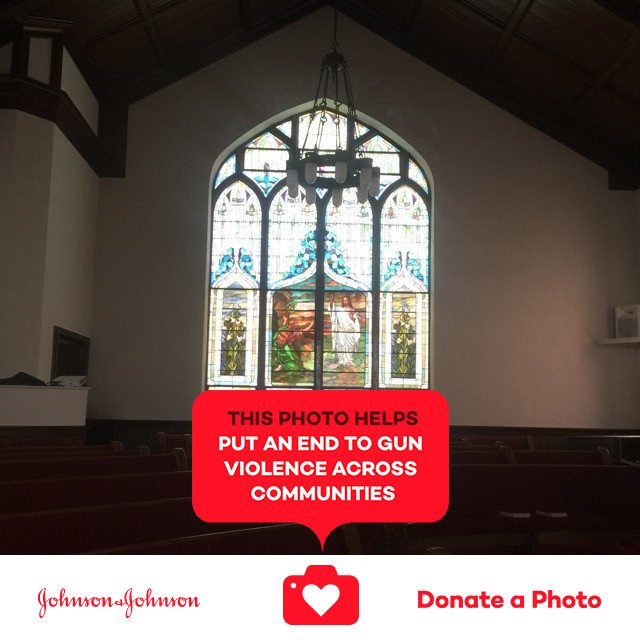 THIS PHOTO HELPS
PUT AN END TO GUN
VIOLENCE ACROSS
COMMUNITIES
Johnson & Johnson
Donate a Photo